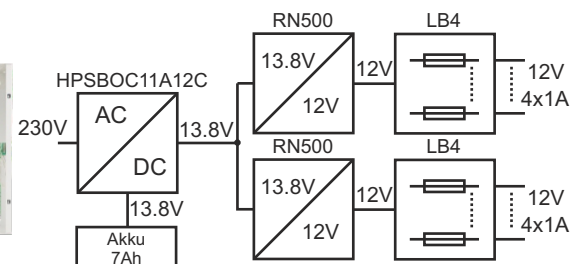 RN500
LB4
13.8V
12V
12V
12V
4x1A
HPSBOC11A12C
230V
AC
DC
13.8V
13.8V
Akku
7Ah
RN500
LB4
13.8V
12V
12V
12V
4x1A